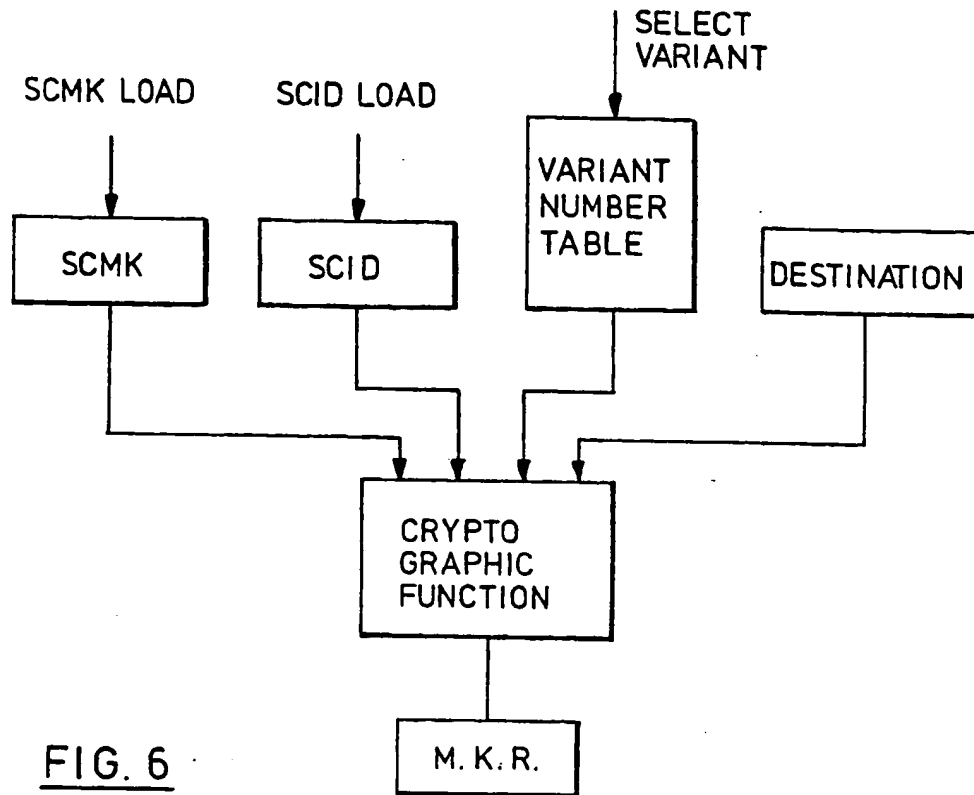 SELECT
VARIANT
SCMK LOAD
SCID LOAD
VARIANT
NUMBER
TABLE
SCMK
SCID
DESTINATION
CRYPTO
GRAPHIC
FUNCTION
M. K. R.
FIG. 6